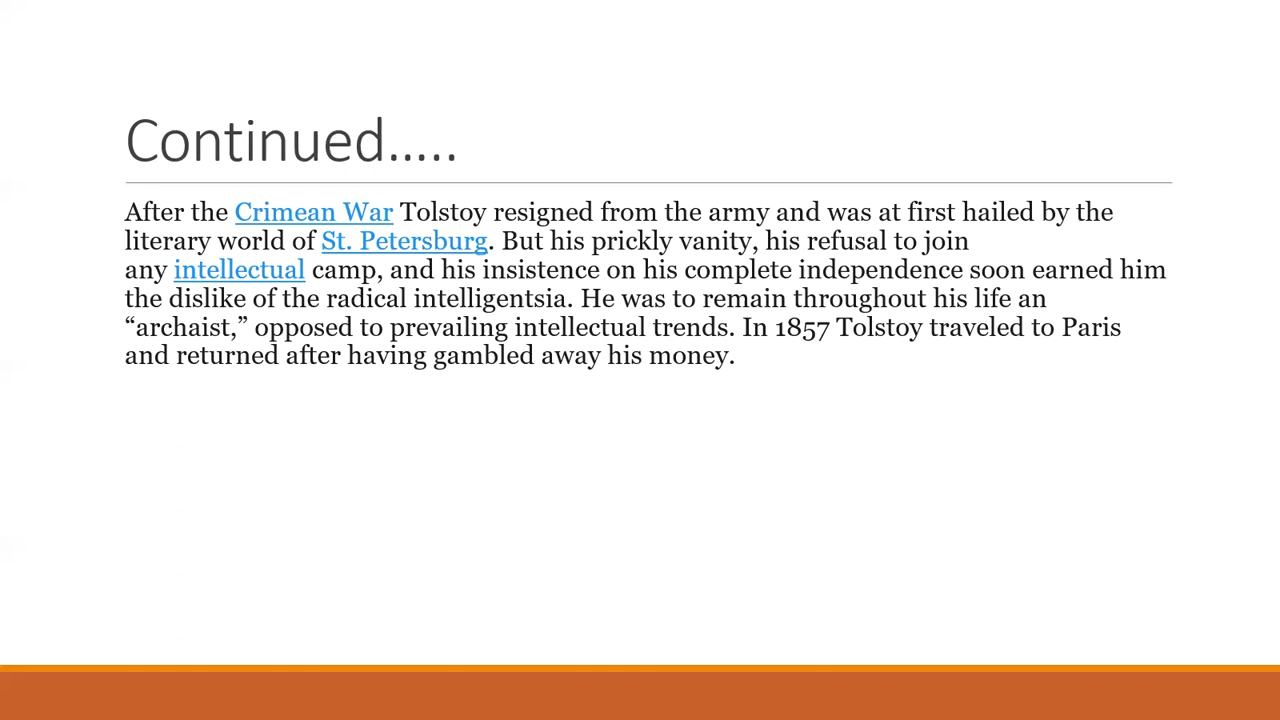 Continued.....
After the Crimean War Tolstoy resigned from the army and was at first hailed by the
literary world of St. Petersburg. But his prickly vanity, his refusal to join
any intellectual camp, and his insistence on his complete independence soon earned him
the dislike of the radical intelligentsia. He was to remain throughout his life an
“archaist,” opposed to prevailing intellectual trends. In 1857 Tolstoy traveled to Paris
and returned after having gambled away his money.